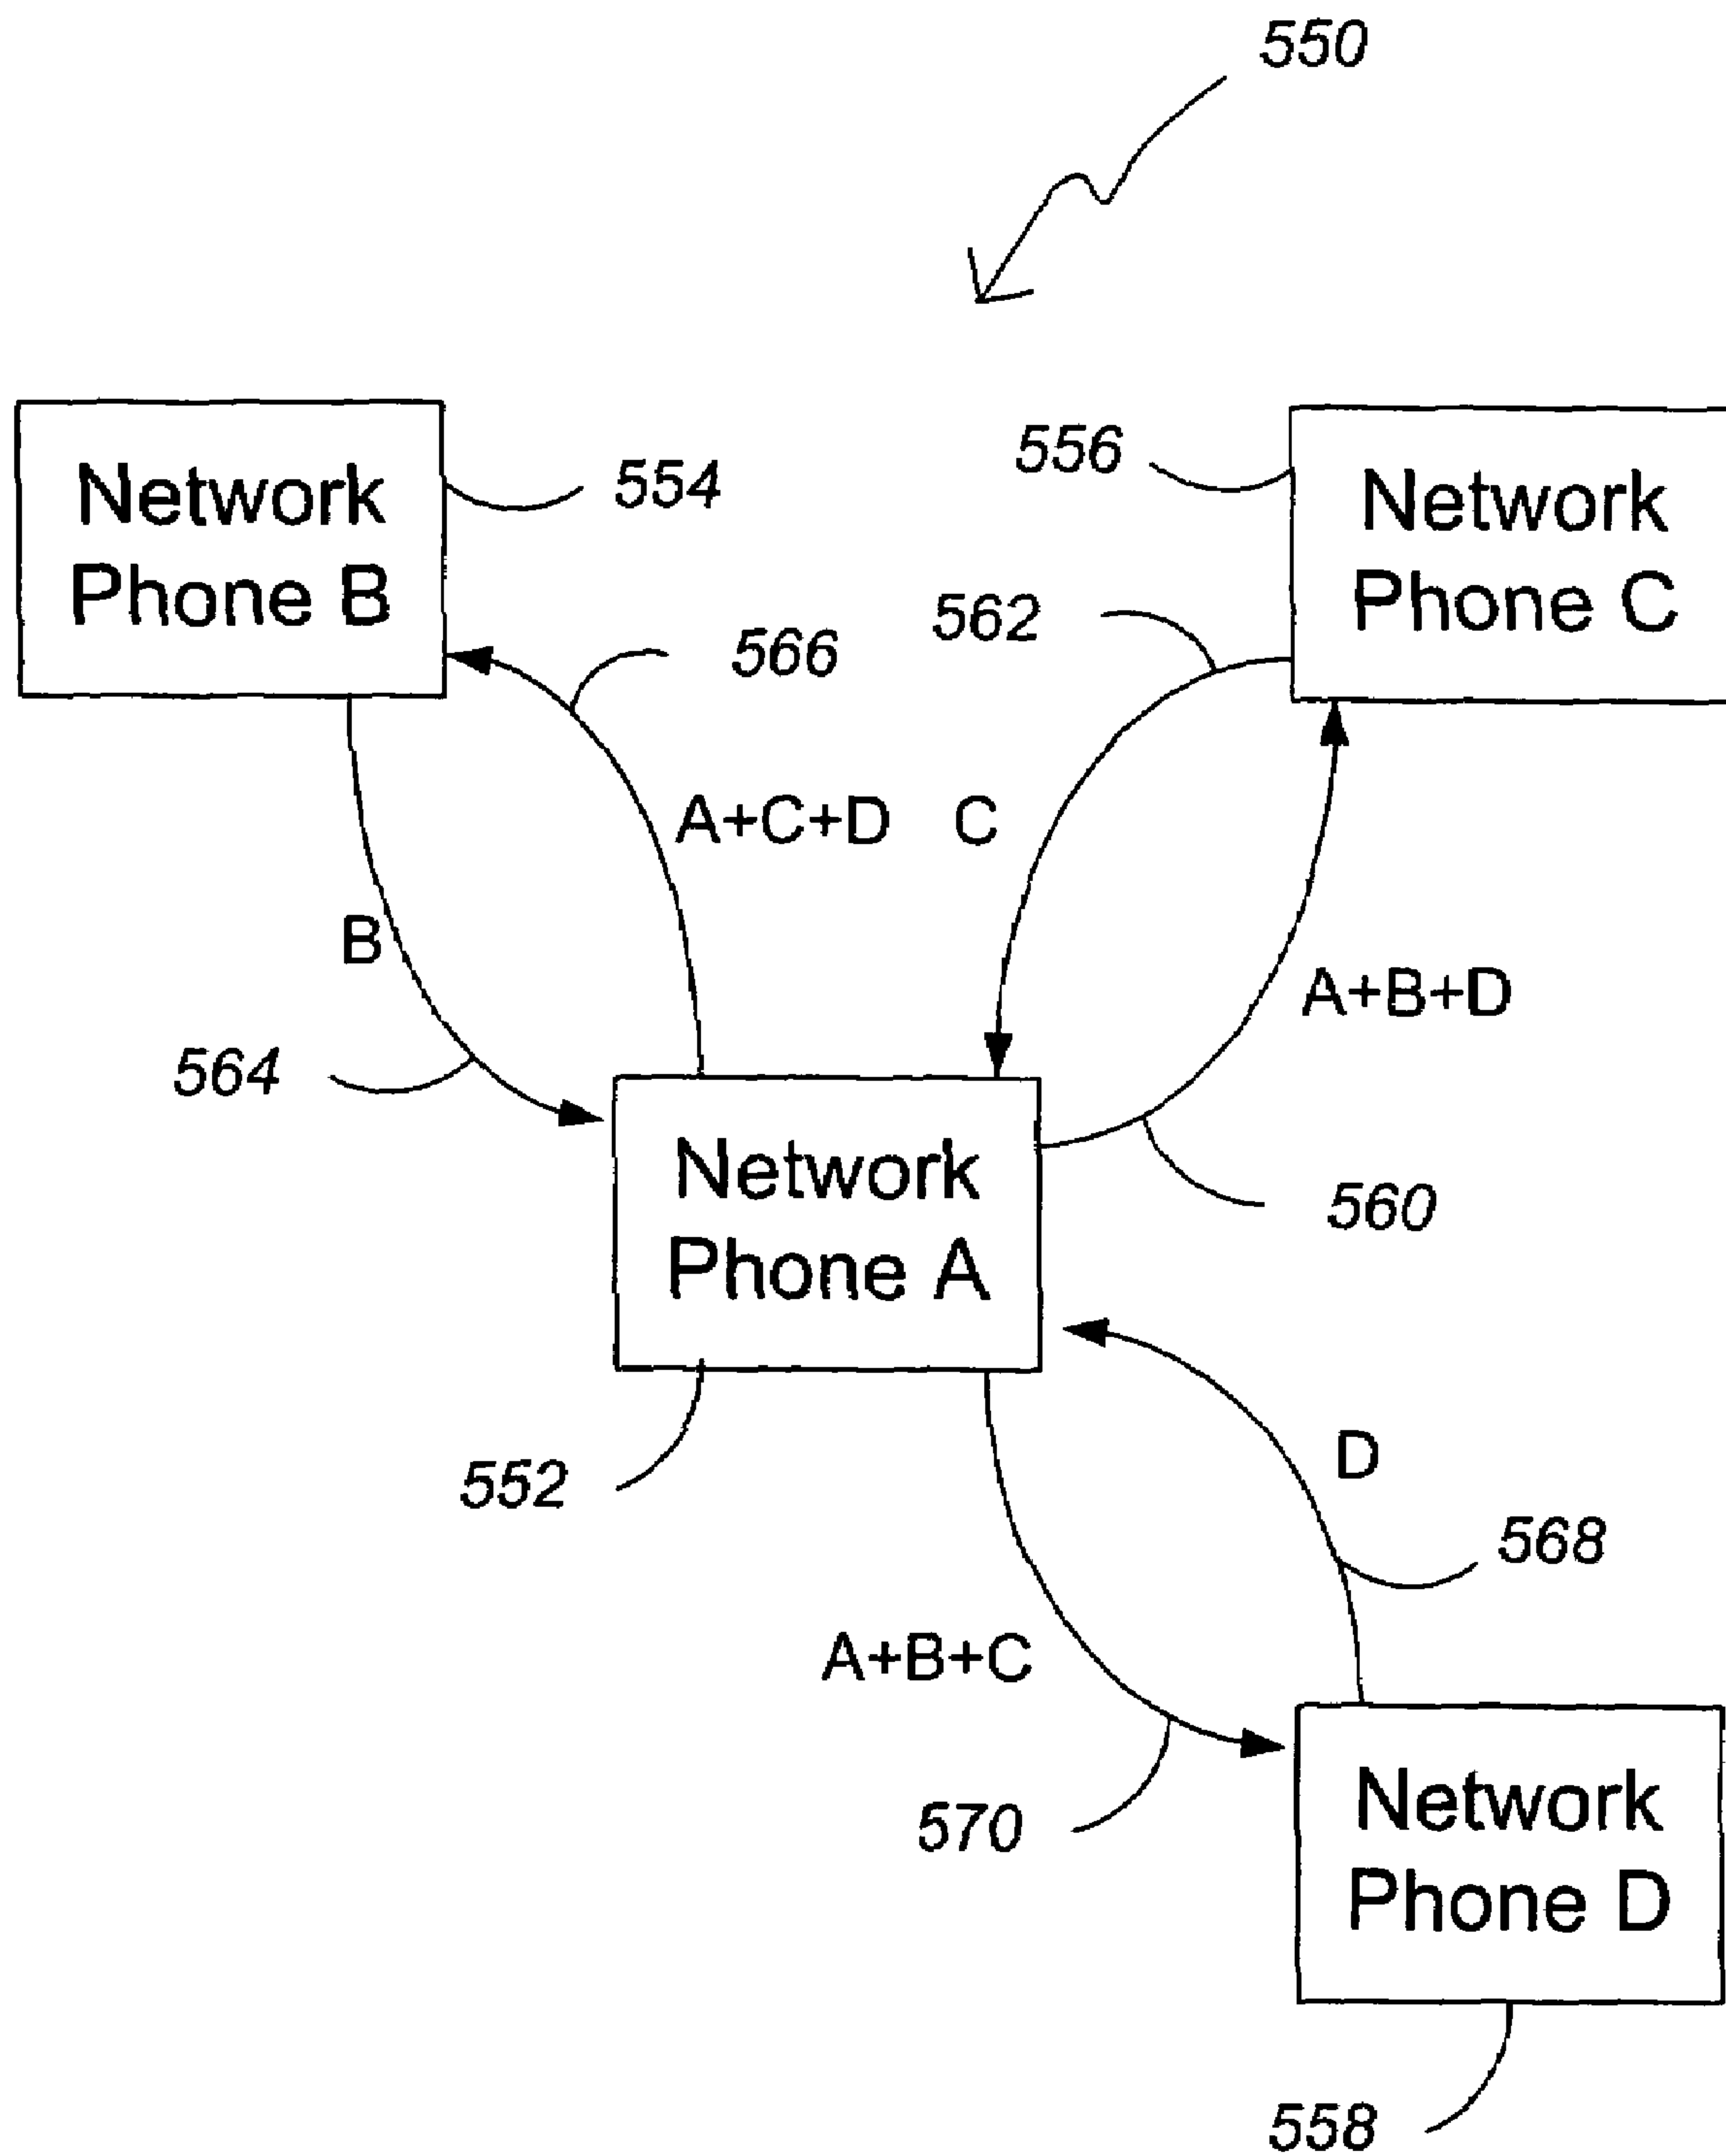 550
Network
Phone B
554
556
Network
Phone C
562
566
A+C+D
C
B
A+B+D
564
Network
Phone A
560
552
D
568
A+B+C
570
Network
Phone D
558